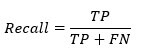 Recall = TP / (TP + FN)